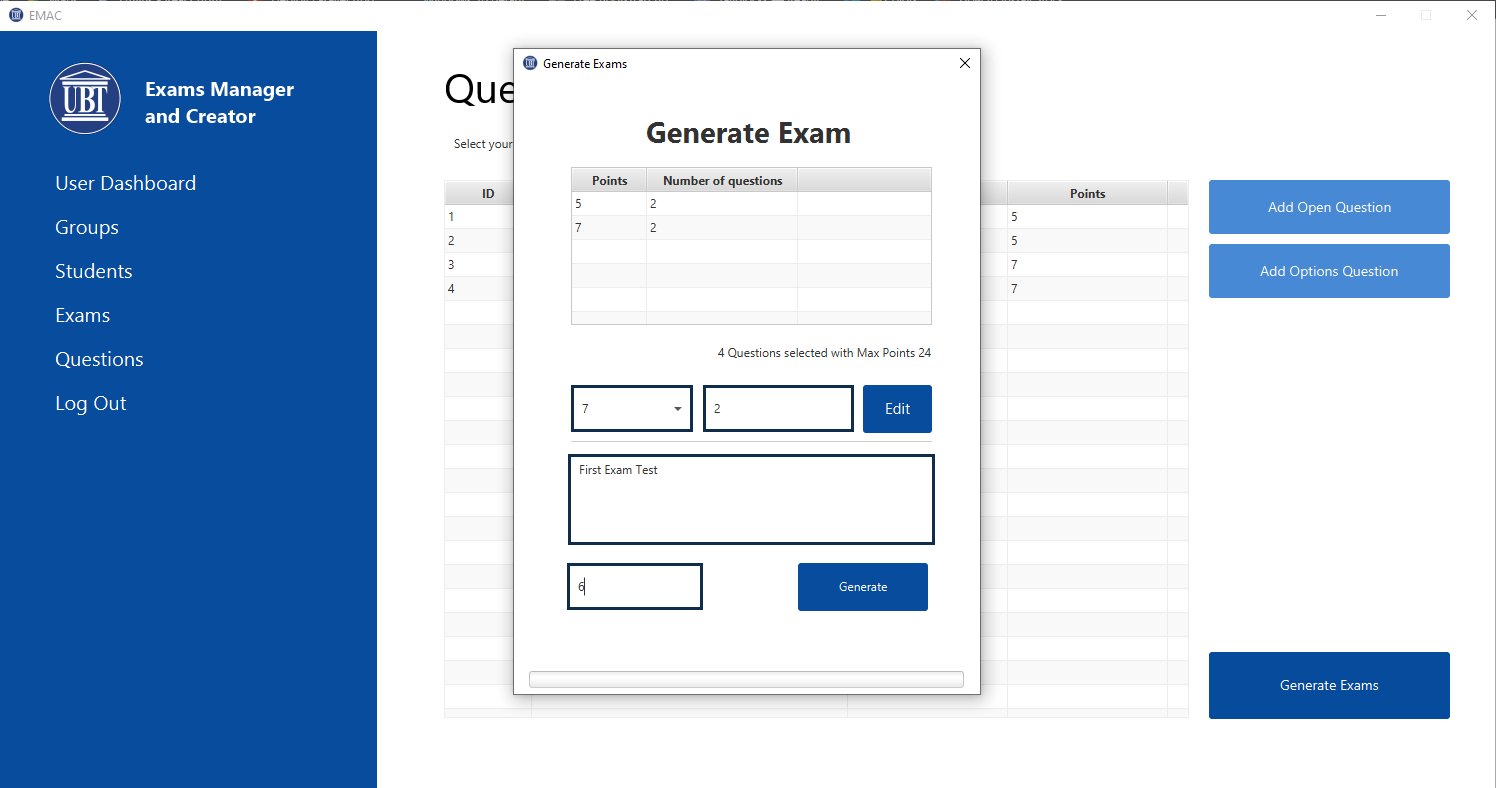 EMAC
UBT
Exams Manager
and Creator
User Dashboard
Groups
Students
Exams
Questions
Log Out
Select your
ID
1
2
3
4
Generate Exams
Generate Exam
Points Number of questions
5 2
7 2
4 Questions selected with Max Points 24
7 2 Edit
First Exam Test
6 Generate
Points
5
5
7
7
Add Open Question
Add Options Question
Generate Exams